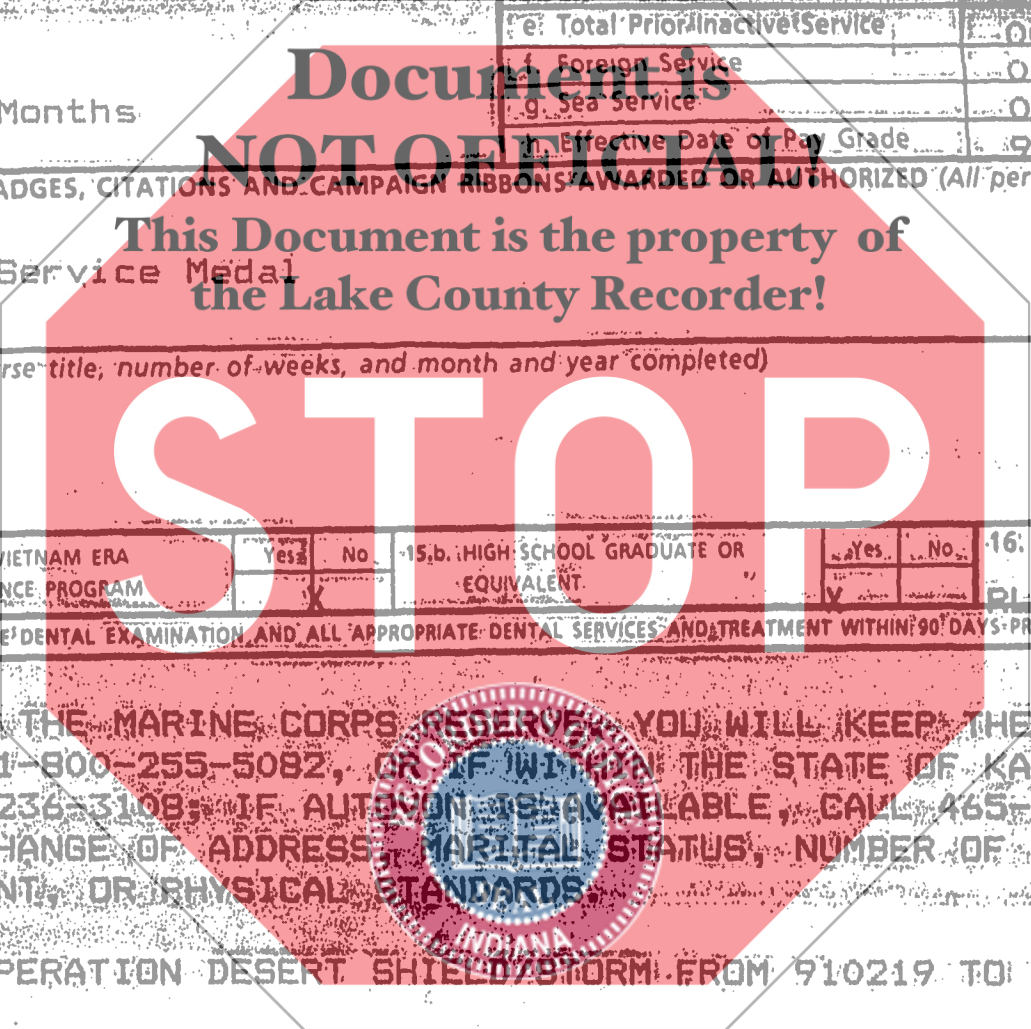 e. Total Prior Inactive Service
Document is
f. Foreign Service
Months
g. Sea Service
h. Effective Date of Pay Grade
NOT OFFICIAL!
ADGES, CITATIONS AND CAMPAIGN RIBBONS AWARDED OR AUTHORIZED (All per
This Document is the property of
Service Medal
the Lake County Recorder!
rse title, number of weeks, and month and year completed)
STOP
VIETNAM ERA Yes No 15.b. HIGH SCHOOL GRADUATE OR Yes No 16.
NCE PROGRAM X EQUIVALENT X
DENTAL EXAMINATION AND ALL APPROPRIATE DENTAL SERVICES AND TREATMENT WITHIN 90 DAYS PR
THE MARINE CORPS RESERVE. YOU WILL KEEP THE
1-800-255-5082, OR IF WITHIN THE STATE OF KA
236-3108; IF AUTOVON IS AVAILABLE, CALL 465-
HANGE OF ADDRESS, MARITAL STATUS, NUMBER OF
NT, OR PHYSICAL STANDARDS.
RECORDER'S OFFICE
SEAL
INDIANA
PERATION DESERT SHIELD/STORM FROM 910219 TO